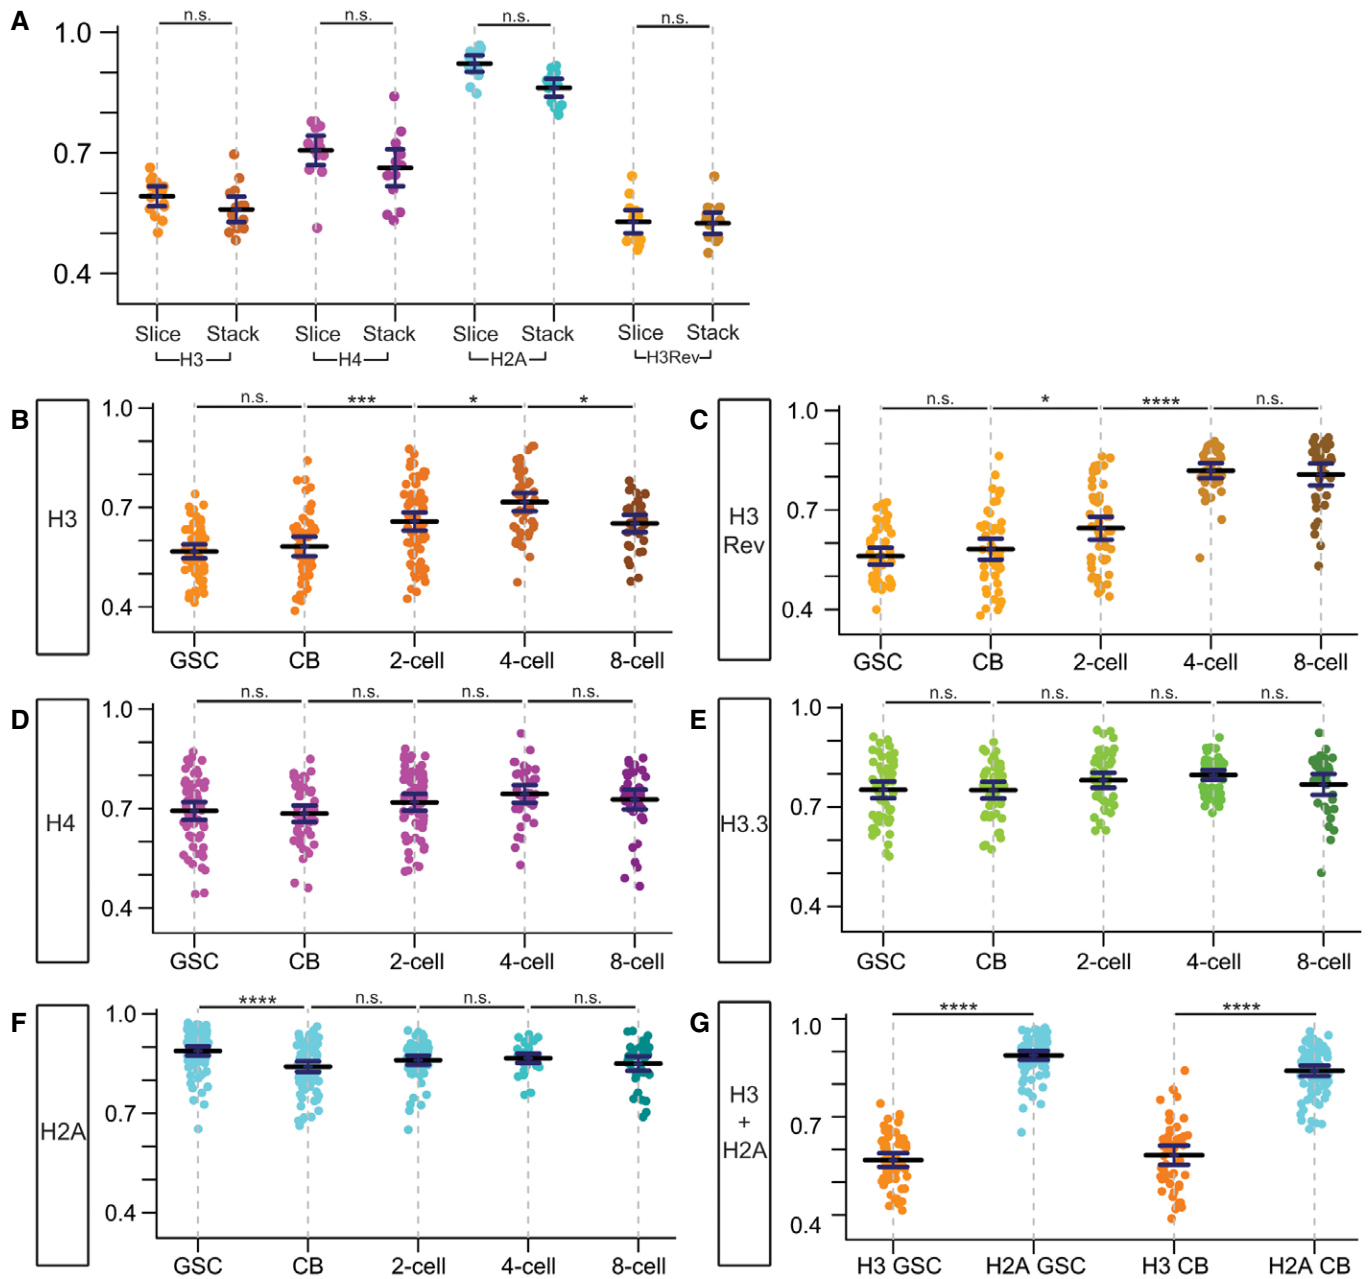 A
n.s. n.s. n.s. n.s.
1.0
0.7
0.4
Slice Stack Slice Stack Slice Stack Slice Stack
H3 H4 H2A H3Rev
B
H3
n.s. *** * *
1.0
0.7
0.4
GSC CB 2-cell 4-cell 8-cell
C
H3
Rev
n.s. * **** n.s.
1.0
0.7
0.4
GSC CB 2-cell 4-cell 8-cell
D
H4
n.s. n.s. n.s. n.s.
1.0
0.7
0.4
GSC CB 2-cell 4-cell 8-cell
E
H3.3
n.s. n.s. n.s. n.s.
1.0
0.7
0.4
GSC CB 2-cell 4-cell 8-cell
F
H2A
**** n.s. n.s. n.s.
1.0
0.7
0.4
GSC CB 2-cell 4-cell 8-cell
G
H3
+
H2A
**** ****
1.0
0.7
0.4
H3 GSC H2A GSC H3 CB H2A CB